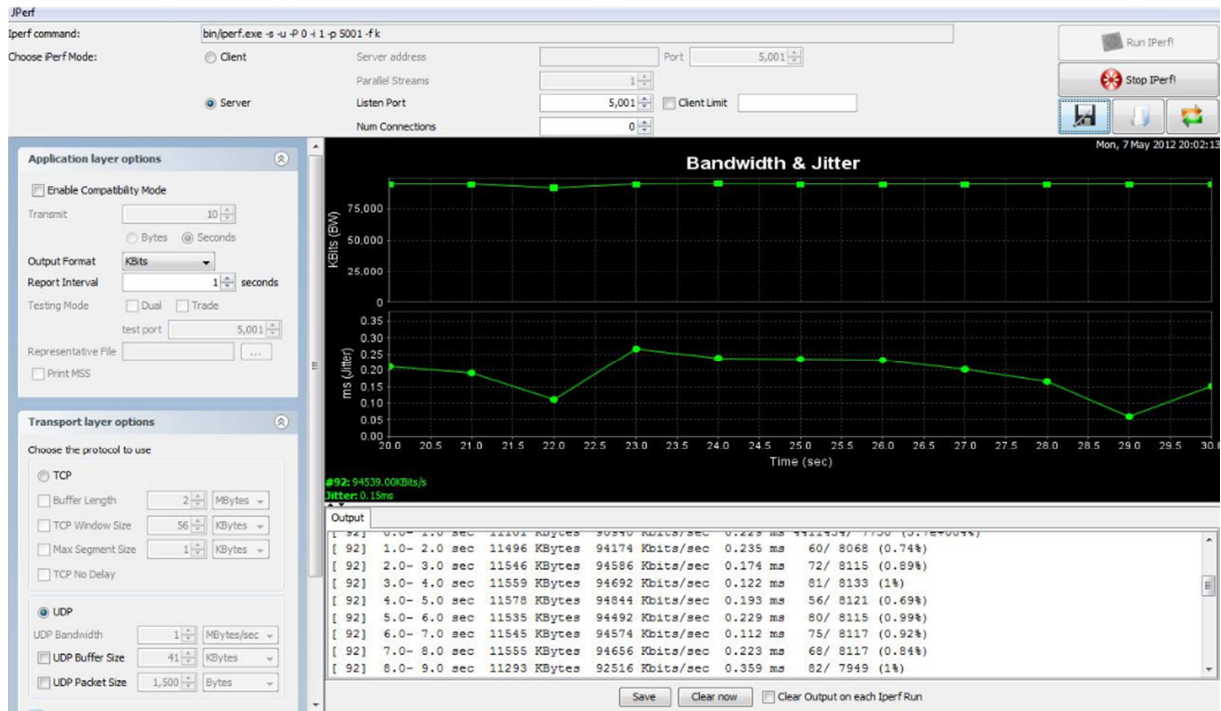 JPerf
Iperf command: bin/iperf.exe -s -u -P 0 -i 1 -p 5001 -f k
Choose iPerf Mode: Client Server address Port 5,001
Parallel Streams 1
Server Listen Port 5,001 Client Limit
Num Connections 0
Run IPerf!
Stop IPerf!
Application layer options
Enable Compatibility Mode
Transmit 10
Bytes Seconds
Output Format KBits
Report Interval 1 seconds
Testing Mode Dual Trade
test port 5,001
Representative File ...
Print MSS
Transport layer options
Choose the protocol to use
TCP
Buffer Length 2 MBytes
TCP Window Size 56 KBytes
Max Segment Size 1 KBytes
TCP No Delay
UDP
UDP Bandwidth 1 MBytes/sec
UDP Buffer Size 41 KBytes
UDP Packet Size 1,500 Bytes
Mon, 7 May 2012 20:02:13
Bandwidth & Jitter
KBits (BW)
75,000
50,000
25,000
0
ms (Jitter)
0.35
0.30
0.25
0.20
0.15
0.10
0.05
0.00
20.0 20.5 21.0 21.5 22.0 22.5 23.0 23.5 24.0 24.5 25.0 25.5 26.0 26.5 27.0 27.5 28.0 28.5 29.0 29.5 30.
Time (sec)
#92: 94539.00KBits/s
Jitter: 0.15ms
Output
[ 92] 1.0- 2.0 sec 11496 KBytes 94174 Kbits/sec 0.235 ms 60/ 8068 (0.74%)
[ 92] 2.0- 3.0 sec 11546 KBytes 94586 Kbits/sec 0.174 ms 72/ 8115 (0.89%)
[ 92] 3.0- 4.0 sec 11559 KBytes 94692 Kbits/sec 0.122 ms 81/ 8133 (1%)
[ 92] 4.0- 5.0 sec 11578 KBytes 94844 Kbits/sec 0.193 ms 56/ 8121 (0.69%)
[ 92] 5.0- 6.0 sec 11535 KBytes 94492 Kbits/sec 0.229 ms 80/ 8115 (0.99%)
[ 92] 6.0- 7.0 sec 11545 KBytes 94574 Kbits/sec 0.112 ms 75/ 8117 (0.92%)
[ 92] 7.0- 8.0 sec 11555 KBytes 94656 Kbits/sec 0.223 ms 68/ 8117 (0.84%)
[ 92] 8.0- 9.0 sec 11293 KBytes 92516 Kbits/sec 0.359 ms 82/ 7949 (1%)
Save Clear now Clear Output on each Iperf Run